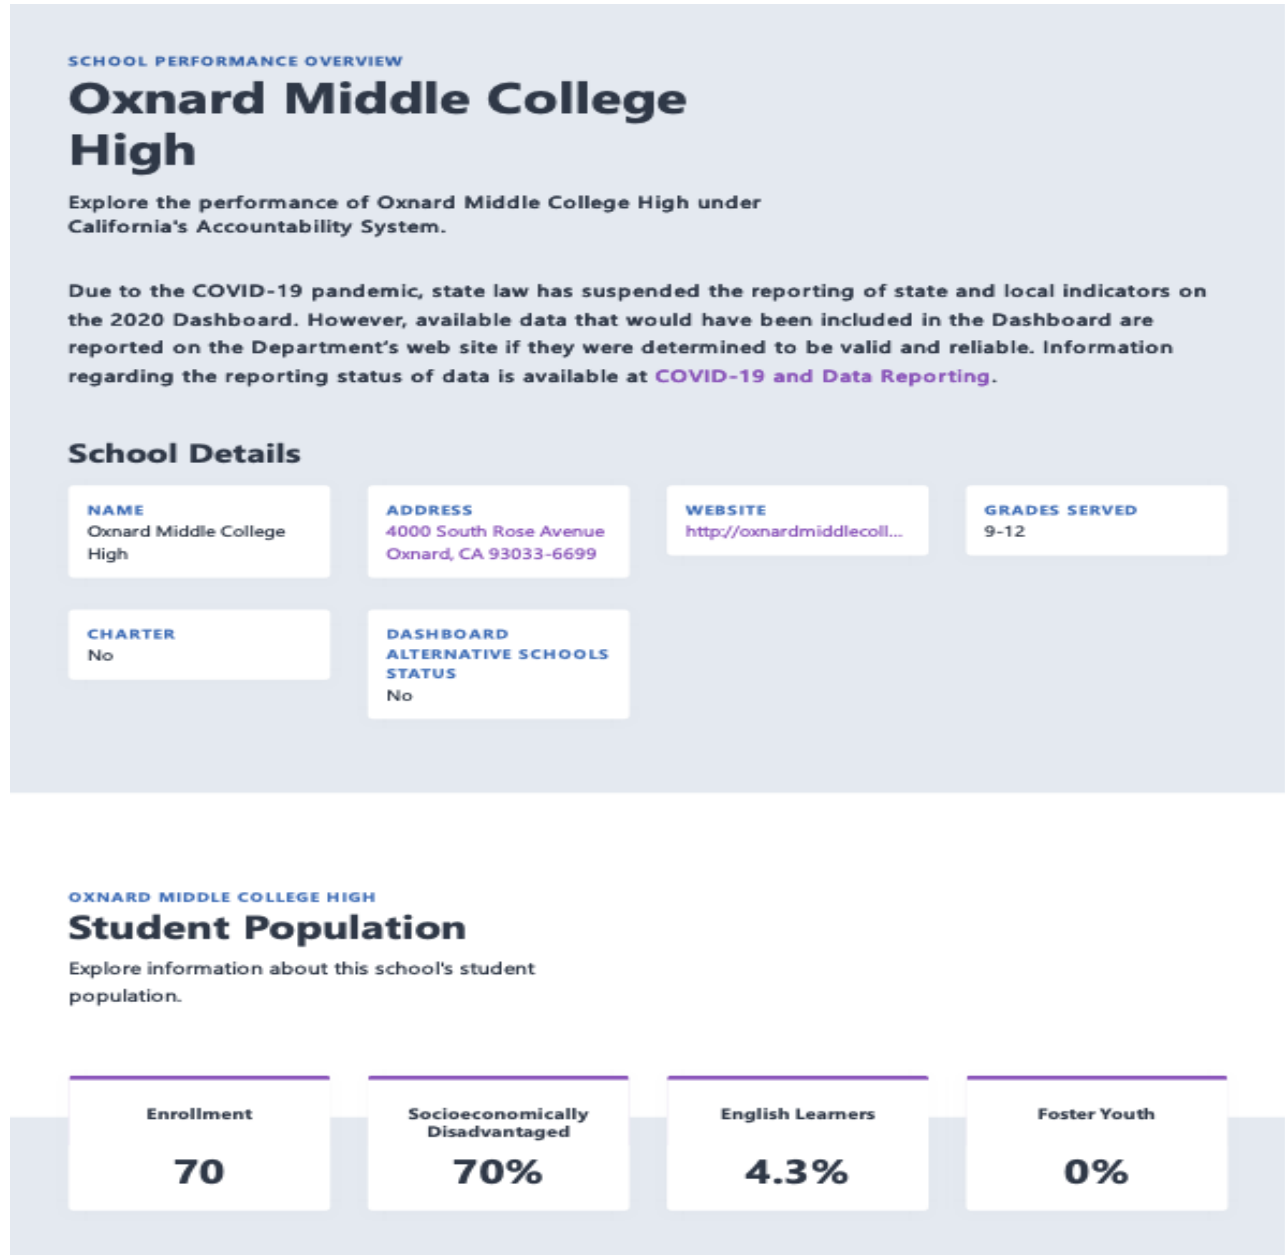 SCHOOL PERFORMANCE OVERVIEW
Oxnard Middle College
High
Explore the performance of Oxnard Middle College High under
California's Accountability System.
Due to the COVID-19 pandemic, state law has suspended the reporting of state and local indicators on
the 2020 Dashboard. However, available data that would have been included in the Dashboard are
reported on the Department's web site if they were determined to be valid and reliable. Information
regarding the reporting status of data is available at COVID-19 and Data Reporting.
School Details
NAME
Oxnard Middle College
High
ADDRESS
4000 South Rose Avenue
Oxnard, CA 93033-6699
WEBSITE
http://oxnardmiddlecoll...
GRADES SERVED
9-12
CHARTER
No
DASHBOARD
ALTERNATIVE SCHOOLS
STATUS
No
OXNARD MIDDLE COLLEGE HIGH
Student Population
Explore information about this school's student
population.
Enrollment
70
Socioeconomically
Disadvantaged
70%
English Learners
4.3%
Foster Youth
0%